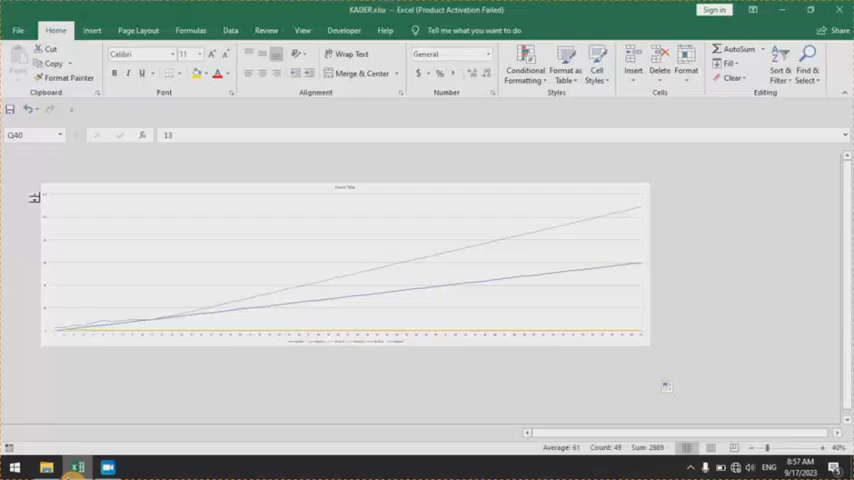 KADER.xlsx - Excel (Product Activation Failed)
Sign in
File Home Insert Page Layout Formulas Data Review View Developer Help Tell me what you want to do Share
Cut
Copy
Format Painter
Paste
Clipboard
Calibri 11
B I U
Font
Wrap Text
Merge & Center
Alignment
General
$ % ,
Number
Conditional Formatting
Format as Table
Cell Styles
Styles
Insert Delete Format
Cells
AutoSum
Fill
Clear
Sort & Filter
Find & Select
Editing
Q40 fx 13
Chart Title
Average: 61 Count: 49 Sum: 2989 40%
ENG
8:57 AM
9/17/2023